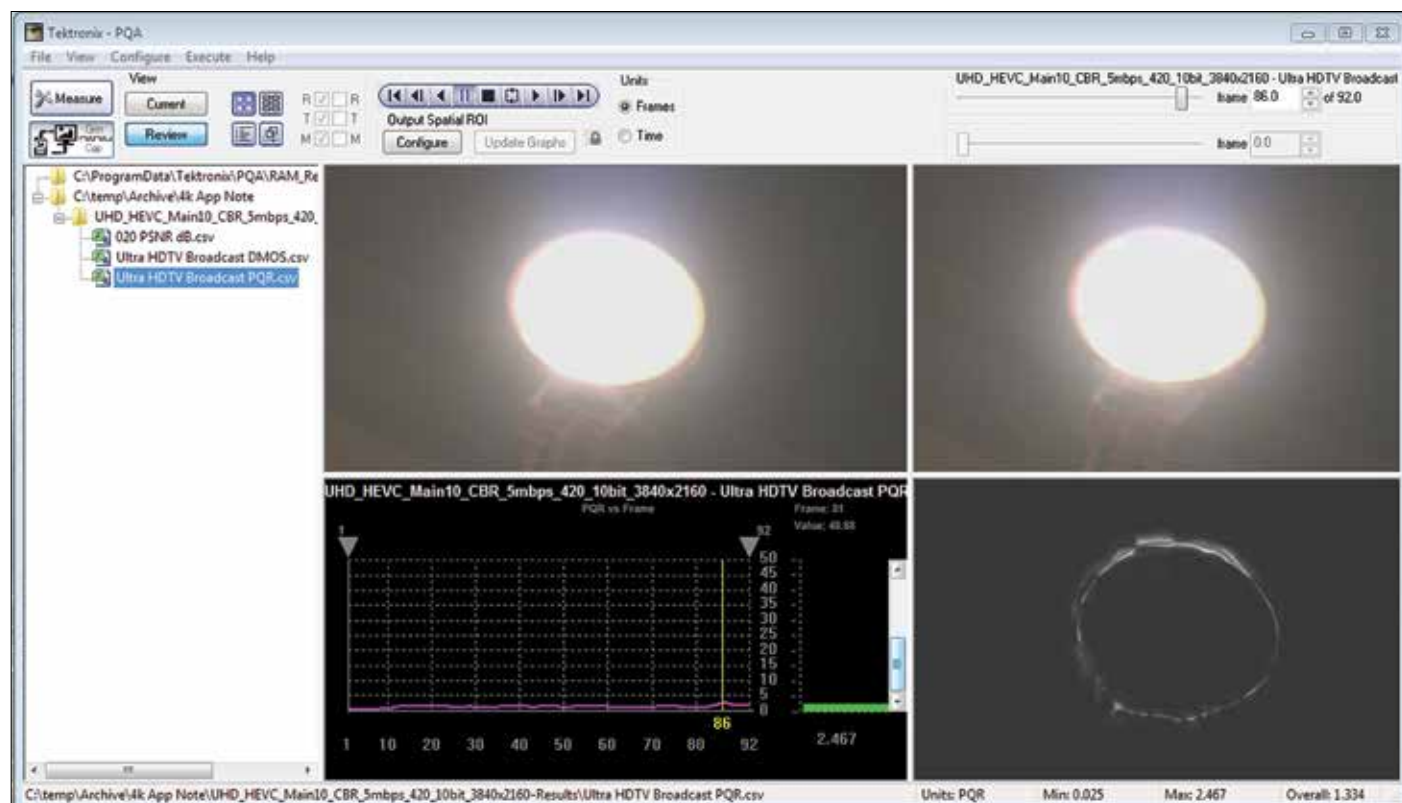 Tektronix - PQA
File View Configure Execute Help
Measure
View
Current
Review
R R
T T
M M
Output Spatial ROI
Configure
Update Graphs
Units
Frames
Time
UHD_HEVC_Main10_CBR_5mbps_420_10bit_3840x2160 - Ultra HDTV Broadcast
frame 86.0 of 92.0
frame 0.0
C:\ProgramData\Tektronix\PQA\RAM_Re
C:\temp\Archive\4k App Note
UHD_HEVC_Main10_CBR_5mbps_420_
020 PSNR dB.csv
Ultra HDTV Broadcast DMOS.csv
Ultra HDTV Broadcast PQR.csv
UHD_HEVC_Main10_CBR_5mbps_420_10bit_3840x2160 - Ultra HDTV Broadcast PQR
PQR vs Frame
1
92
50
45
40
35
30
25
20
15
10
5
0
86
1 10 20 30 40 50 60 70 80 92
Value:
2.467
C:\temp\Archive\4k App Note\UHD_HEVC_Main10_CBR_5mbps_420_10bit_3840x2160-Results\Ultra HDTV Broadcast PQR.csv
Units: PQR Min: 0.025 Max: 2.467 Overall: 1.334